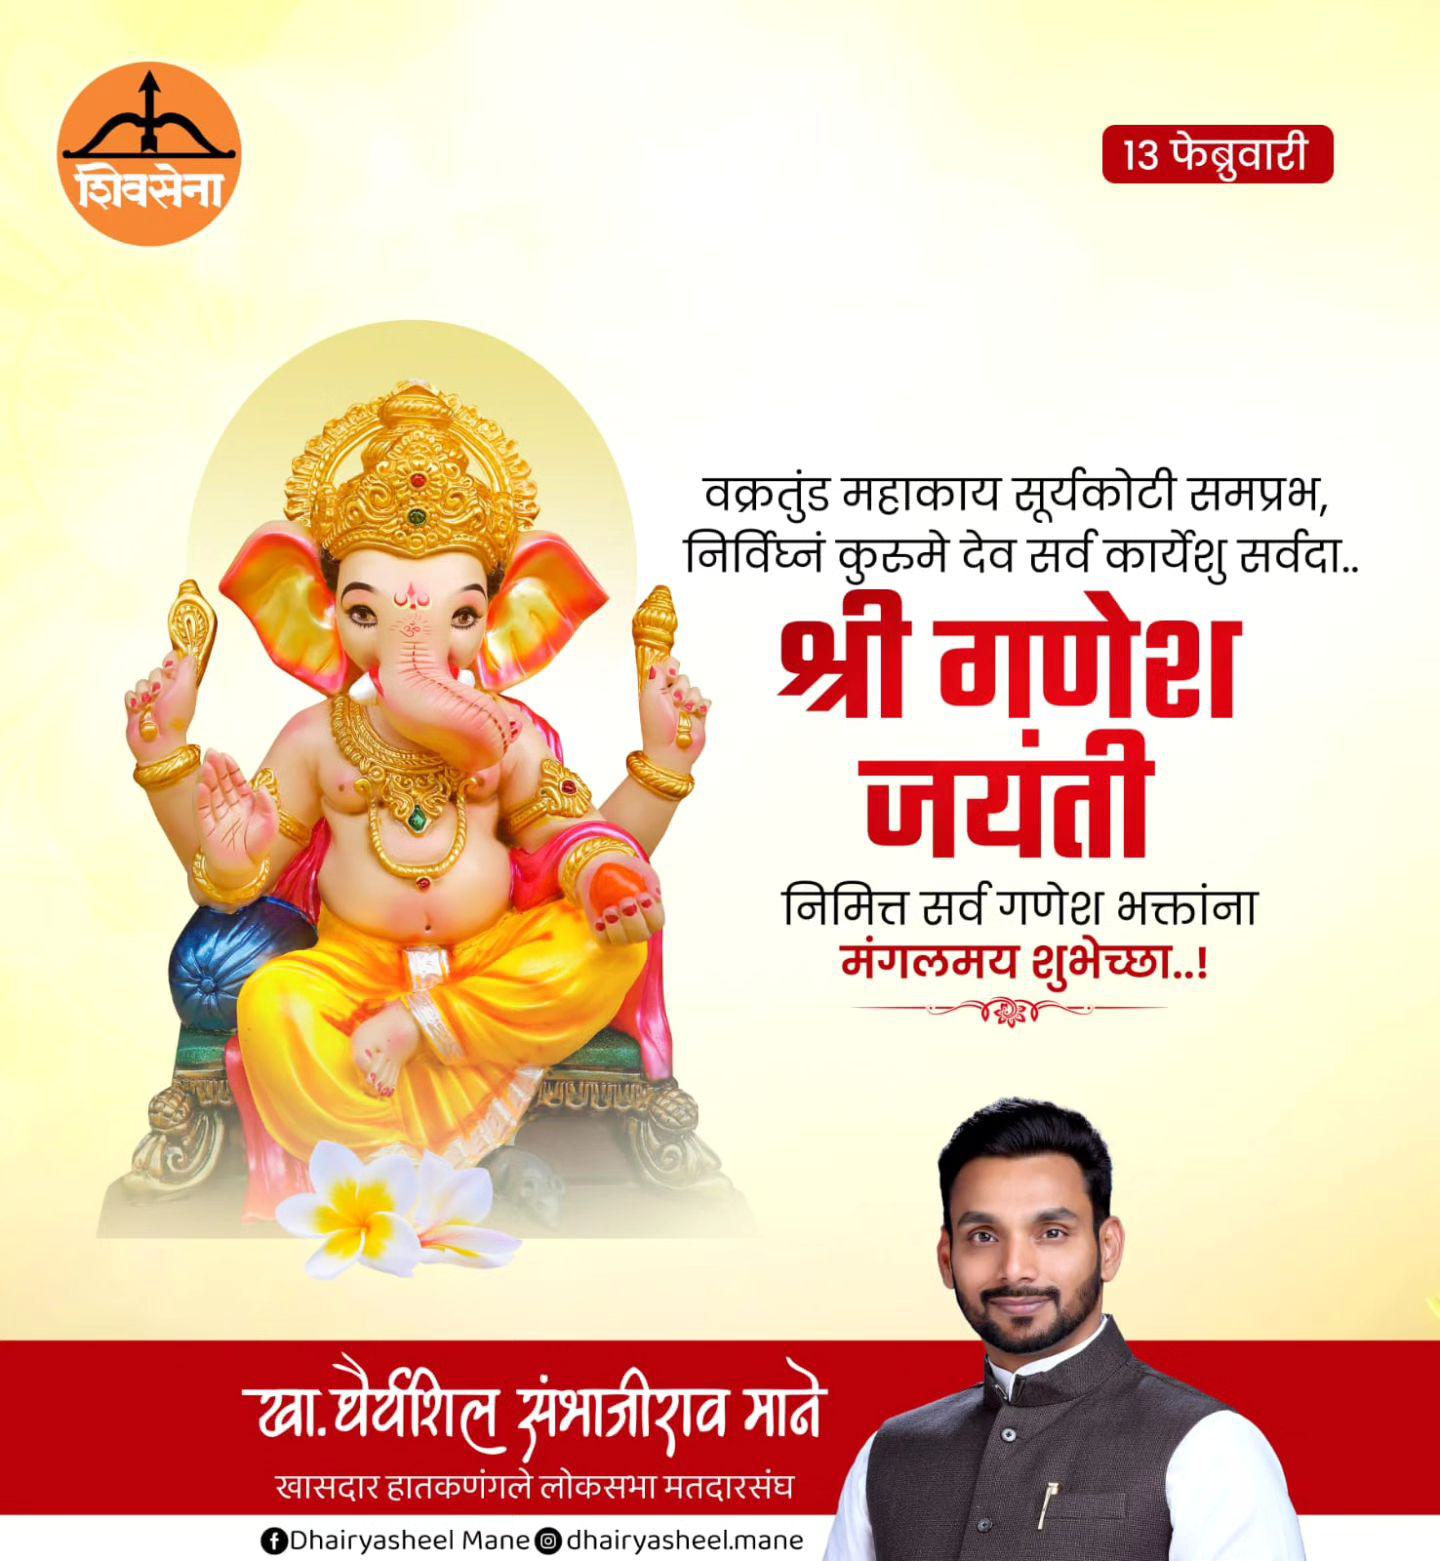 शिवसेना
13 फेब्रुवारी
वक्रतुंड महाकाय सूर्यकोटी समप्रभ,
निर्विघ्नं कुरुमे देव सर्व कार्येशु सर्वदा..
श्री गणेश
जयंती
निमित्त सर्व गणेश भक्तांना
मंगलमय शुभेच्छा..!
खा. धैर्यशिल संभाजीराव माने
खासदार हातकणंगले लोकसभा मतदारसंघ
Dhairyasheel Mane dhairyasheel.mane